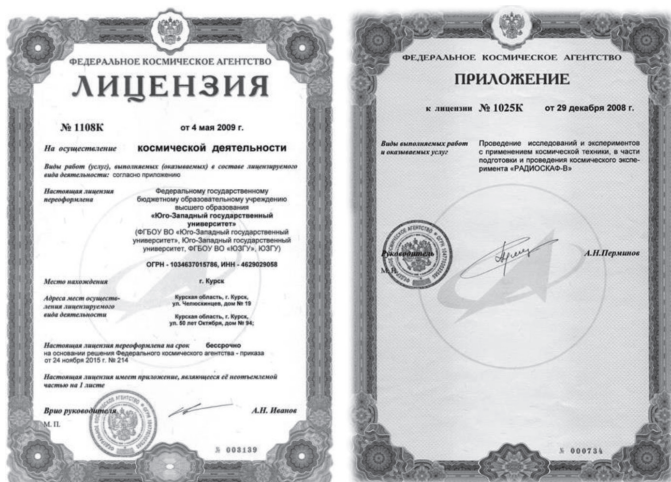 ФЕДЕРАЛЬНОЕ КОСМИЧЕСКОЕ АГЕНТСТВО
ЛИЦЕНЗИЯ
№ 1108К от 4 мая 2009 г.
На осуществление космической деятельности
Виды работ (услуг), выполняемых (оказываемых) в составе лицензируемого
вида деятельности: согласно приложению
Настоящая лицензия
переоформлена
Федеральному государственному
бюджетному образовательному учреждению
высшего образования
«Юго-Западный государственный
университет»
(ФГБОУ ВО «Юго-Западный государственный
университет», Юго-Западный государственный
университет, ФГБОУ ВО «ЮЗГУ», ЮЗГУ)
ОГРН - 1034637015786, ИНН - 4629029058
Место нахождения г. Курск
Адреса мест осущест-
вления лицензируемого
вида деятельности
Курская область, г. Курск,
ул. Челюскинцев, дом № 19
Курская область, г. Курск,
ул. 50 лет Октября, дом № 94;
Настоящая лицензия переоформлена на срок бессрочно
на основании решения Федерального космического агентства - приказа
от 24 ноября 2015 г. № 214
Настоящая лицензия имеет приложение, являющееся её неотъемлемой
частью на 1 листе
Врио руководителя А.Н. Иванов
М. П.
№ 003139
ФЕДЕРАЛЬНОЕ КОСМИЧЕСКОЕ АГЕНТСТВО
ПРИЛОЖЕНИЕ
к лицензии № 1025К от 29 декабря 2008 г.
Виды выполняемых работ
и оказываемых услуг
Проведение исследований и экспериментов
с применением космической техники, в части
подготовки и проведения космического экспе-
римента «РАДИОСКАФ-В»
Руководитель А.Н.Перминов
М.
№ 000734